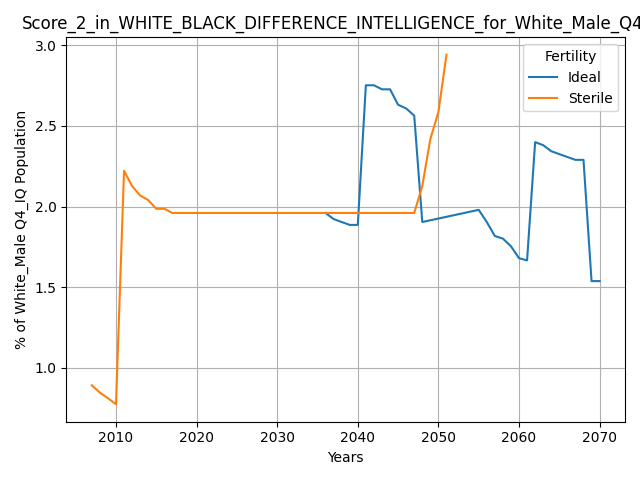 Score_2_in_WHITE_BLACK_DIFFERENCE_INTELLIGENCE_for_White_Male_Q4
Fertility
Ideal
Sterile
% of White_Male Q4_IQ Population
3.0
2.5
2.0
1.5
1.0
2010 2020 2030 2040 2050 2060 2070
Years